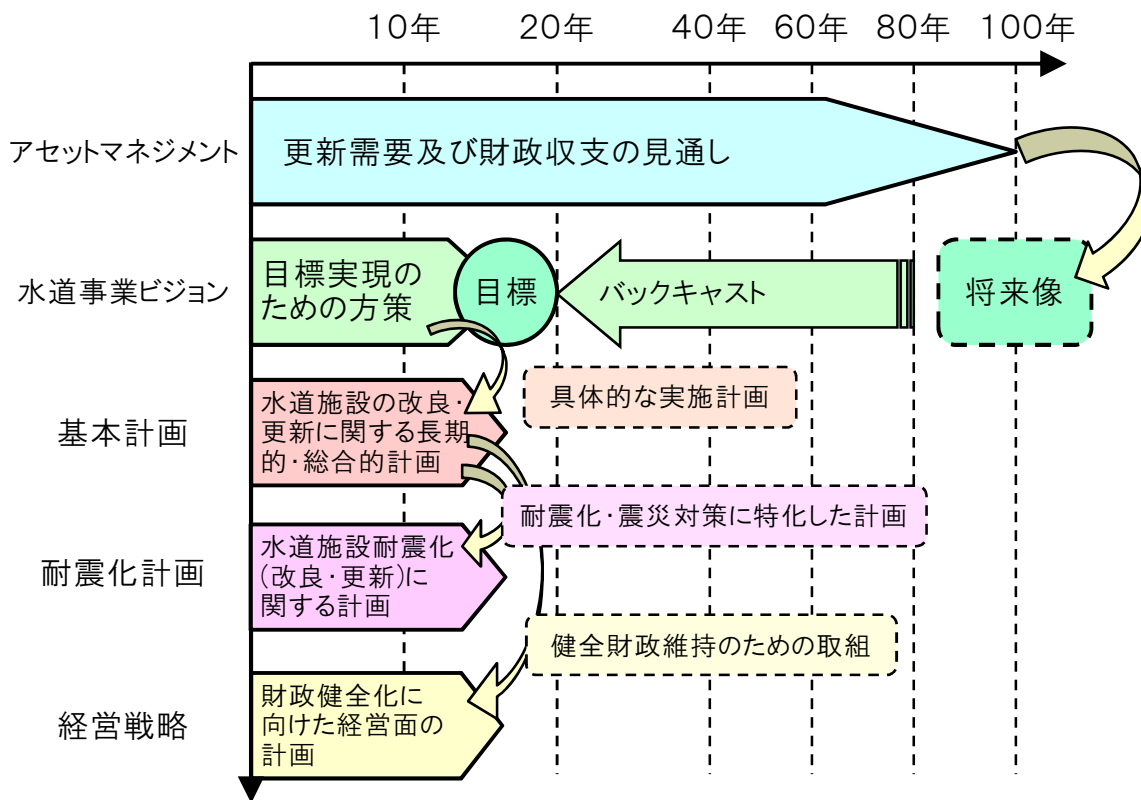 10年 20年 40年 60年 80年 100年
アセットマネジメント
更新需要及び財政収支の見通し
水道事業ビジョン
目標実現の
ための方策
目標
バックキャスト
将来像
基本計画
水道施設の改良・
更新に関する長期
的・総合的計画
具体的な実施計画
耐震化・震災対策に特化した計画
耐震化計画
水道施設耐震化
(改良・更新)に
関する計画
健全財政維持のための取組
経営戦略
財政健全化に
向けた経営面の
計画